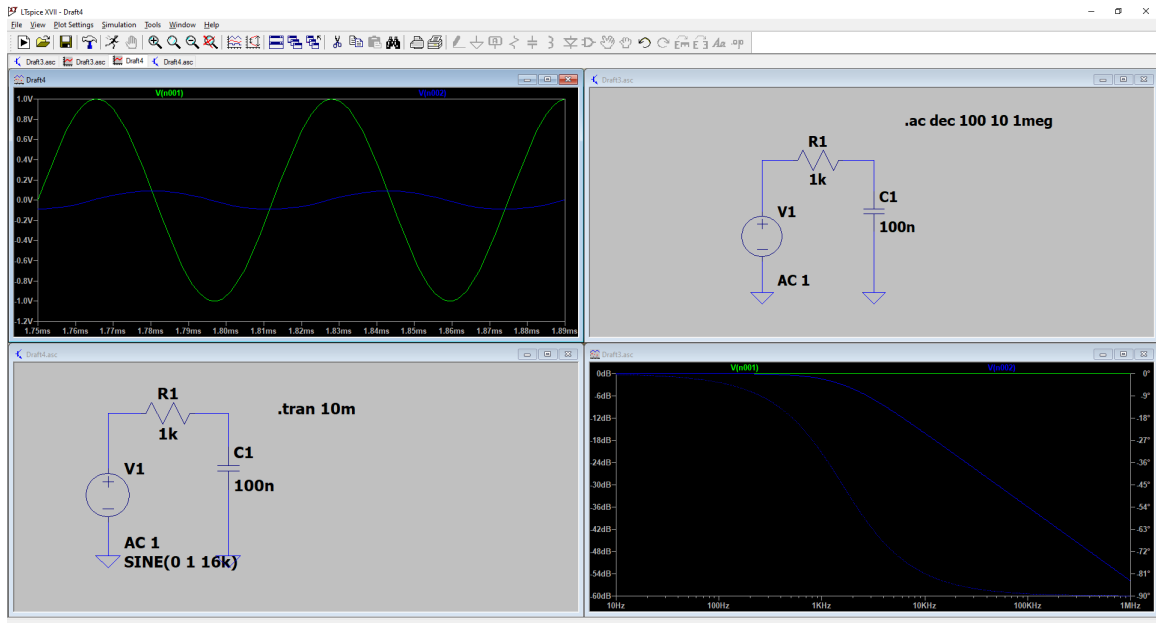 LTspice XVII - Draft4
File View Plot Settings Simulation Tools Window Help
Draft3.asc Draft3.asc Draft4 Draft4.asc
Draft4
V(n001) V(n002)
1.0V
0.8V
0.6V
0.4V
0.2V
0.0V
-0.2V
-0.4V
-0.6V
-0.8V
-1.0V
-1.2V
1.75ms 1.76ms 1.77ms 1.78ms 1.79ms 1.80ms 1.81ms 1.82ms 1.83ms 1.84ms 1.85ms 1.86ms 1.87ms 1.88ms 1.89ms
Draft3.asc
.ac dec 100 10 1meg
R1
1k
C1
100n
V1
AC 1
Draft4.asc
.tran 10m
R1
1k
C1
100n
V1
AC 1
SINE(0 1 16k)
Draft3.asc
V(n001) V(n002)
0dB 0°
-6dB -9°
-12dB -18°
-18dB -27°
-24dB -36°
-30dB -45°
-36dB -54°
-42dB -63°
-48dB -72°
-54dB -81°
-60dB -90°
10Hz 100Hz 1KHz 10KHz 100KHz 1MHz